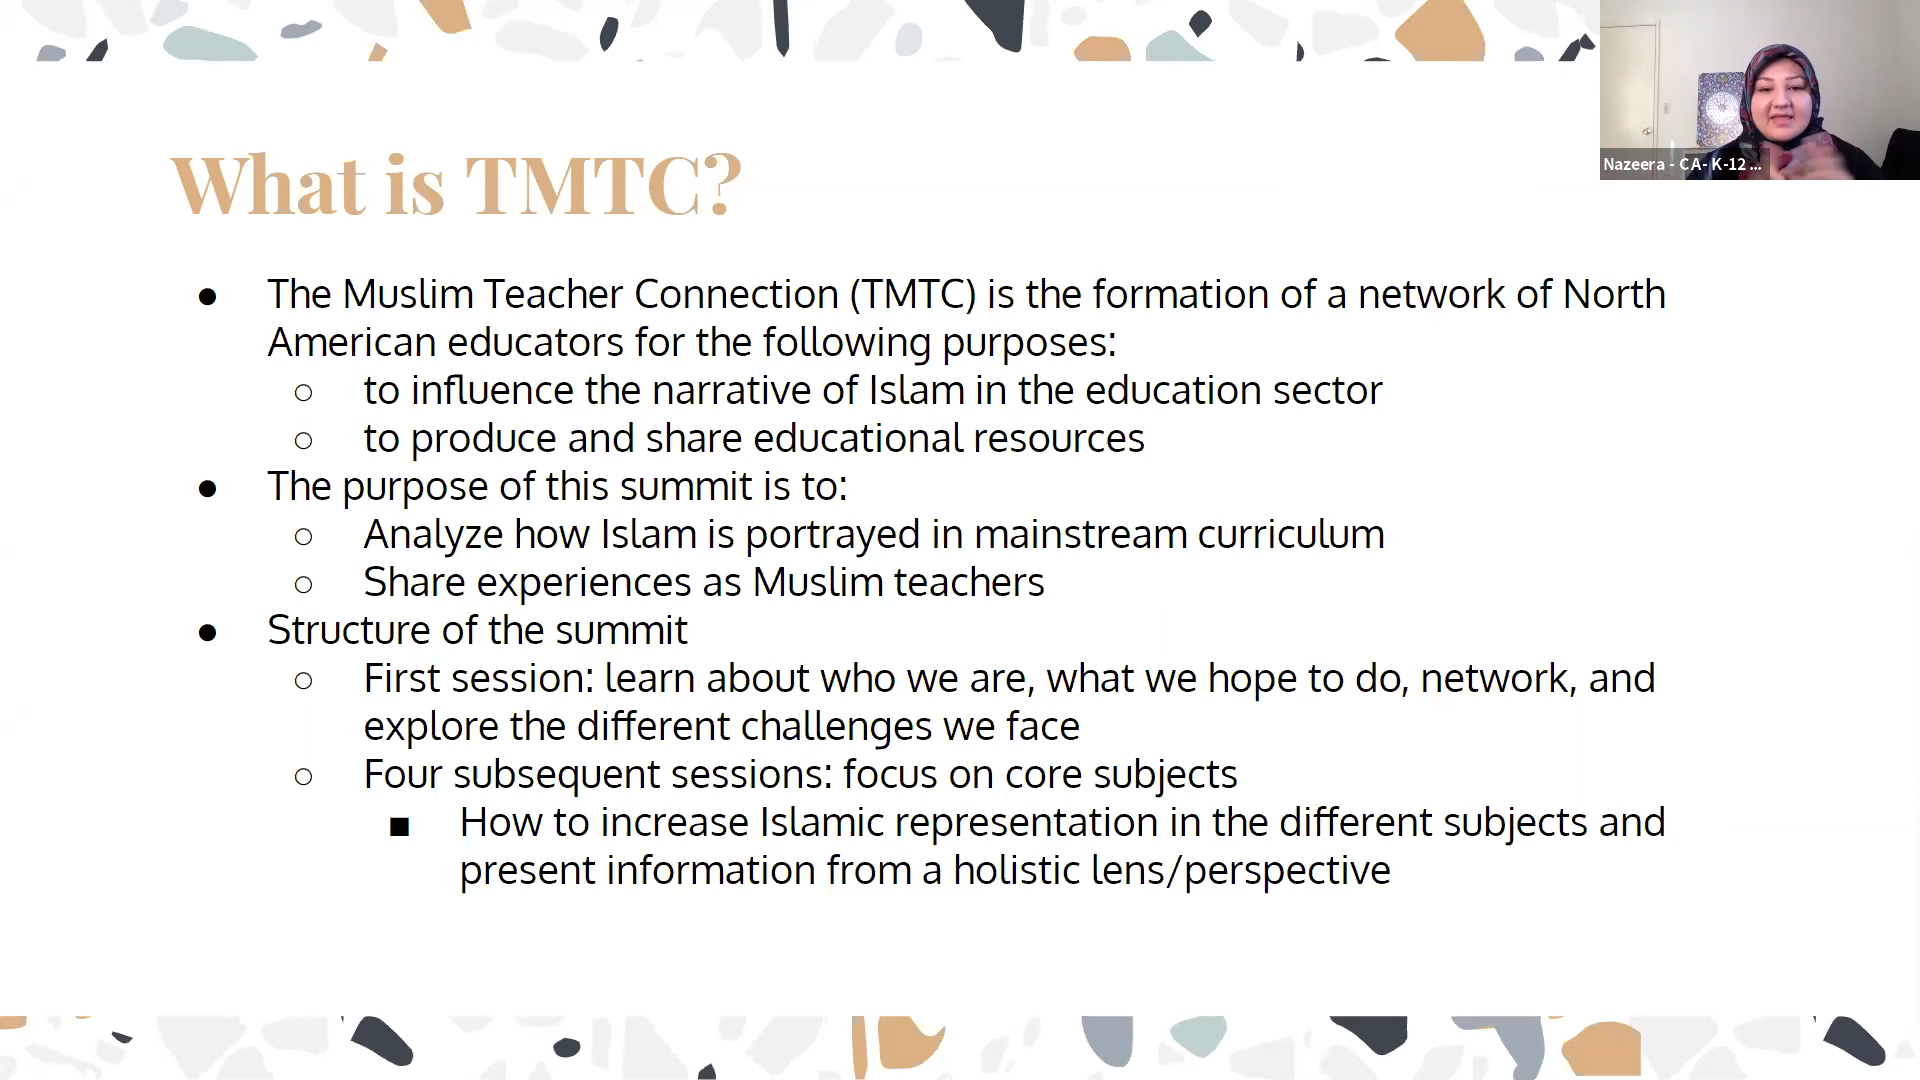 What is TMTC?
Nazeera - CA- K-12 ...
● The Muslim Teacher Connection (TMTC) is the formation of a network of North
American educators for the following purposes:
○ to influence the narrative of Islam in the education sector
○ to produce and share educational resources
● The purpose of this summit is to:
○ Analyze how Islam is portrayed in mainstream curriculum
○ Share experiences as Muslim teachers
● Structure of the summit
○ First session: learn about who we are, what we hope to do, network, and
explore the different challenges we face
○ Four subsequent sessions: focus on core subjects
■ How to increase Islamic representation in the different subjects and
present information from a holistic lens/perspective